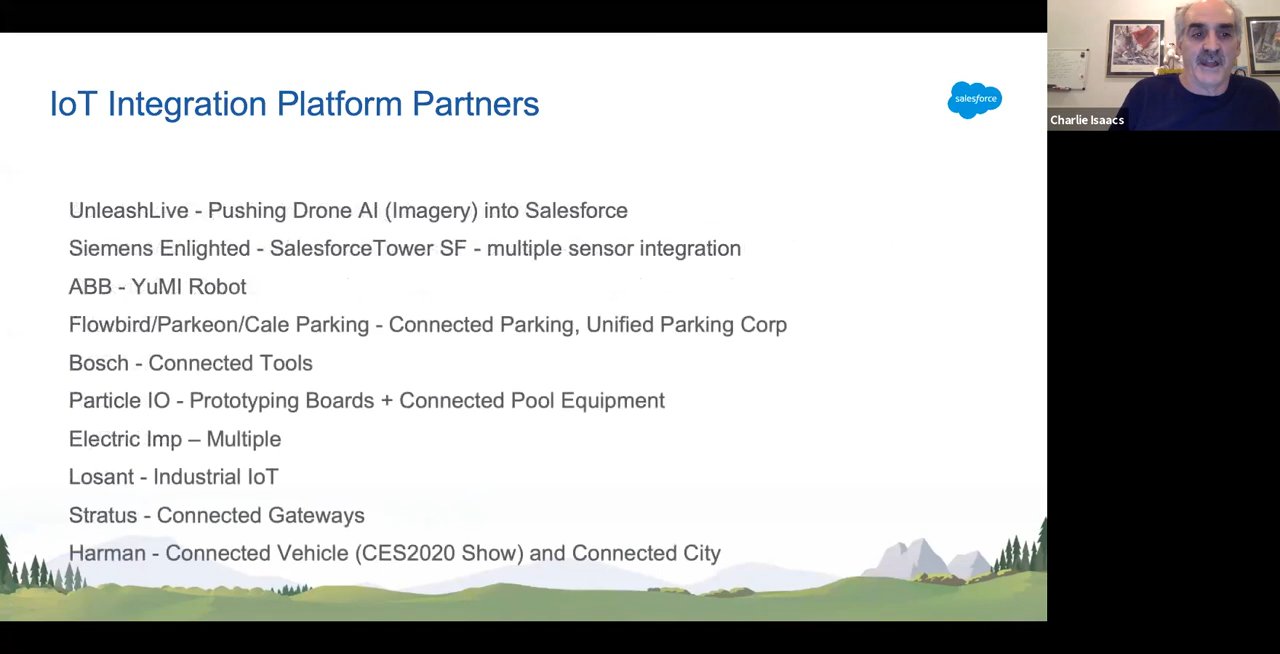 IoT Integration Platform Partners
salesforce
Charlie Isaacs
UnleashLive - Pushing Drone AI (Imagery) into Salesforce
Siemens Enlighted - SalesforceTower SF - multiple sensor integration
ABB - YuMI Robot
Flowbird/Parkeon/Cale Parking - Connected Parking, Unified Parking Corp
Bosch - Connected Tools
Particle IO - Prototyping Boards + Connected Pool Equipment
Electric Imp – Multiple
Losant - Industrial IoT
Stratus - Connected Gateways
Harman - Connected Vehicle (CES2020 Show) and Connected City